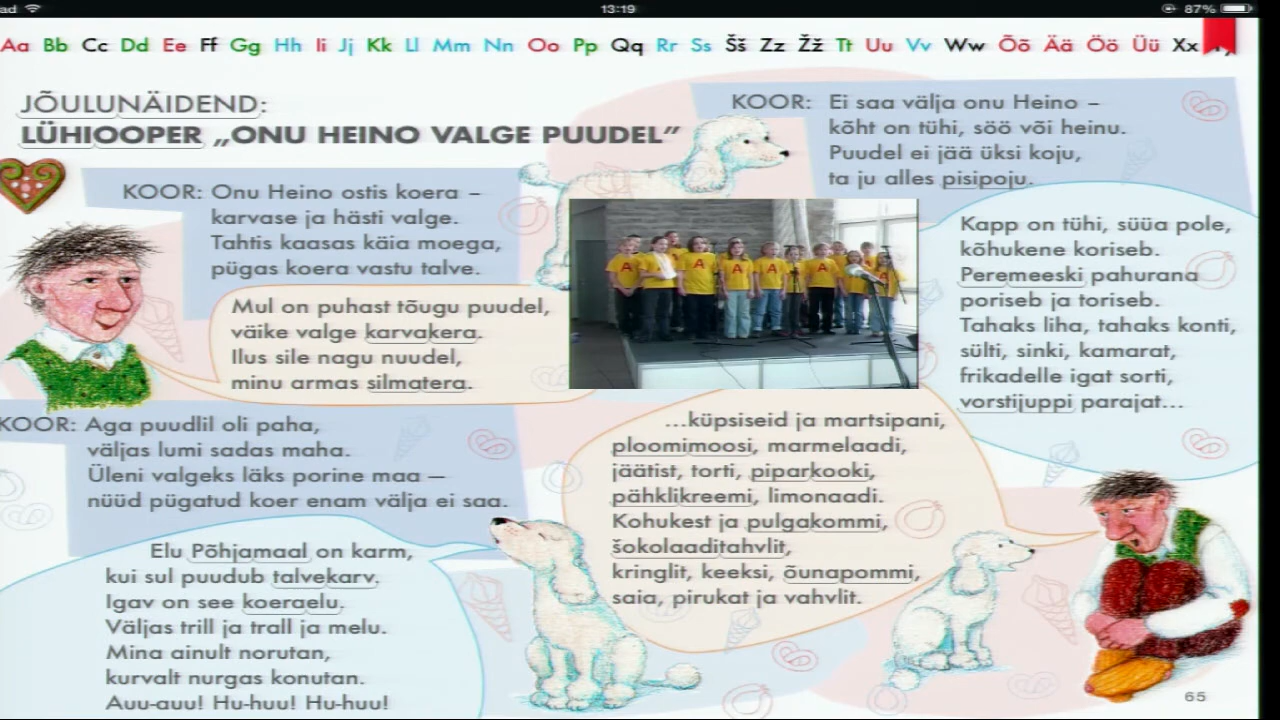 ad
13:19
87%
Aa Bb Cc Dd Ee Ff Gg Hh Ii Jj Kk Ll Mm Nn Oo Pp Qq Rr Ss Šš Zz Žž Tt Uu Vv Ww Õõ Ää Öö Üü Xx
JÕULUNÄIDEND:
LÜHIOOPER „ONU HEINO VALGE PUUDEL”
KOOR: Onu Heino ostis koera –
karvase ja hästi valge.
Tahtis kaasas käia moega,
pügas koera vastu talve.
Mul on puhast tõugu puudel,
väike valge karvakera.
Ilus sile nagu nuudel,
minu armas silmatera.
KOOR: Aga puudlil oli paha,
väljas lumi sadas maha.
Üleni valgeks läks porine maa –
nüüd pügatud koer enam välja ei saa.
Elu Põhjamaal on karm,
kui sul puudub talvekarv.
Igav on see koeraelu.
Väljas trill ja trall ja melu.
Mina ainult norutan,
kurvalt nurgas konutan.
Auu-auu! Hu-huu! Hu-huu!
KOOR: Ei saa välja onu Heino –
kõht on tühi, söö või heinu.
Puudel ei jää üksi koju,
ta ju alles pisipoju.
Kapp on tühi, süüa pole,
kõhukene koriseb.
Peremeeski pahurana
poriseb ja toriseb.
Tahaks liha, tahaks konti,
sülti, sinki, kamarat,
frikadelle igat sorti,
vorstijuppi parajat...
...küpsiseid ja martsipani,
ploomimoosi, marmelaadi,
jäätist, torti, piparkooki,
pähklikreemi, limonaadi.
Kohukest ja pulgakommi,
šokolaaditahvlit,
kringlit, keeksi, õunapommi,
saia, pirukat ja vahvlit.
A A A A A A
65